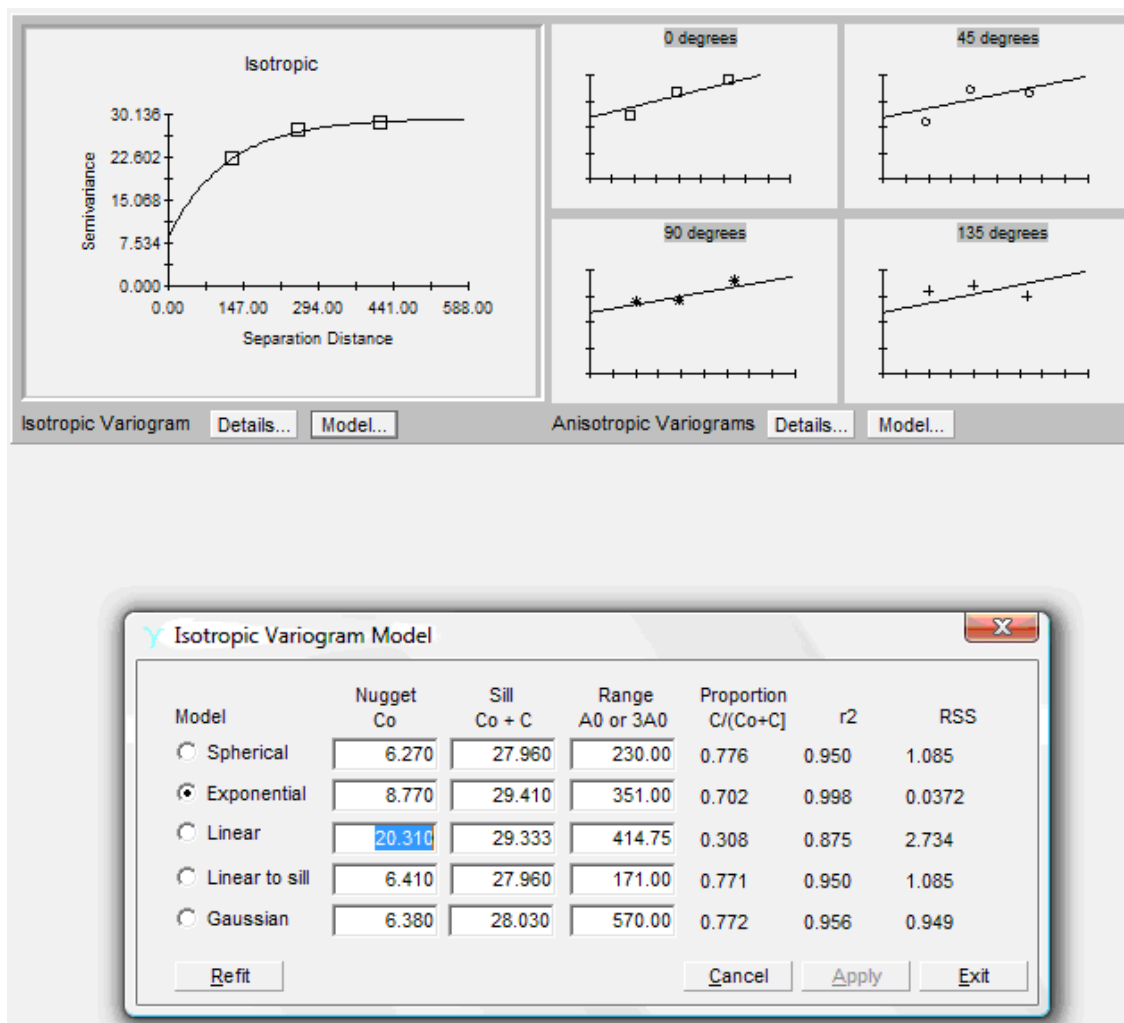 Isotropic
30.136
22.602
15.068
7.534
0.000
Semivariance
0.00 147.00 294.00 441.00 588.00
Separation Distance
0 degrees
45 degrees
90 degrees
135 degrees
Isotropic Variogram Details... Model...
Anisotropic Variograms Details... Model...
γ Isotropic Variogram Model X
Nugget Sill Range Proportion
Model Co Co + C A0 or 3A0 C/(Co+C] r2 RSS
Spherical 6.270 27.960 230.00 0.776 0.950 1.085
Exponential 8.770 29.410 351.00 0.702 0.998 0.0372
Linear 20.310 29.333 414.75 0.308 0.875 2.734
Linear to sill 6.410 27.960 171.00 0.771 0.950 1.085
Gaussian 6.380 28.030 570.00 0.772 0.956 0.949
Refit Cancel Apply Exit